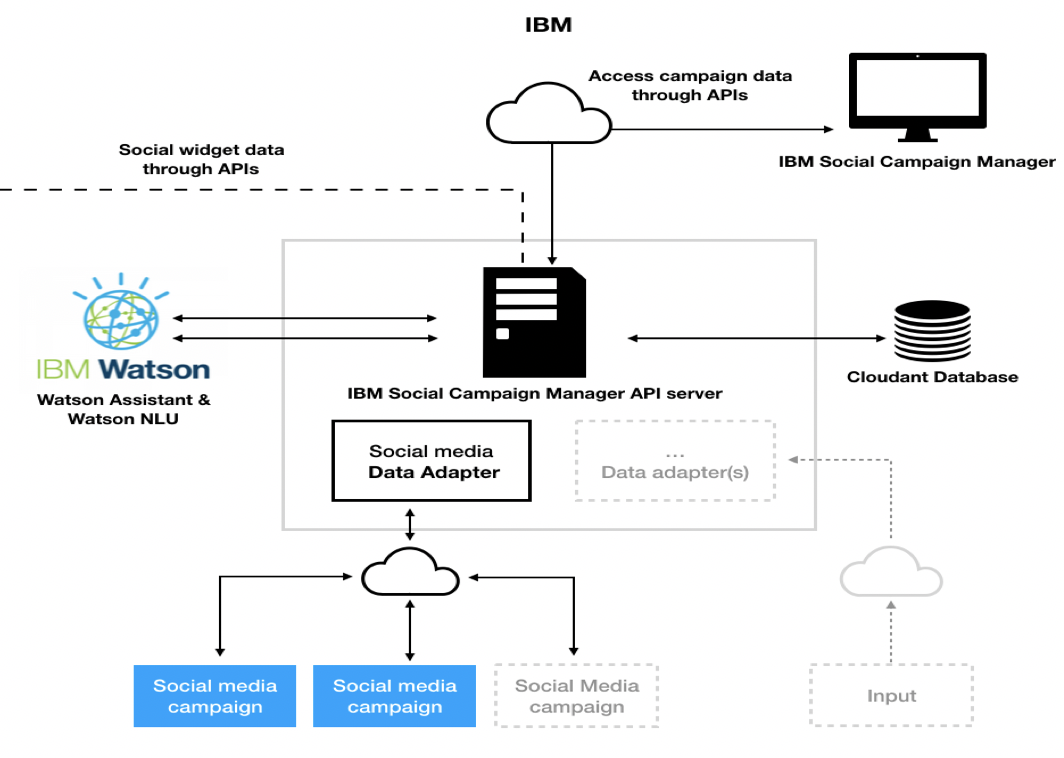 IBM
Access campaign data
through APIs
IBM Social Campaign Manager
Social widget data
through APIs
IBM Watson
Watson Assistant &
Watson NLU
IBM Social Campaign Manager API server
Cloudant Database
Social media
Data Adapter
...
Data adapter(s)
Social media
campaign
Social media
campaign
Social Media
campaign
Input